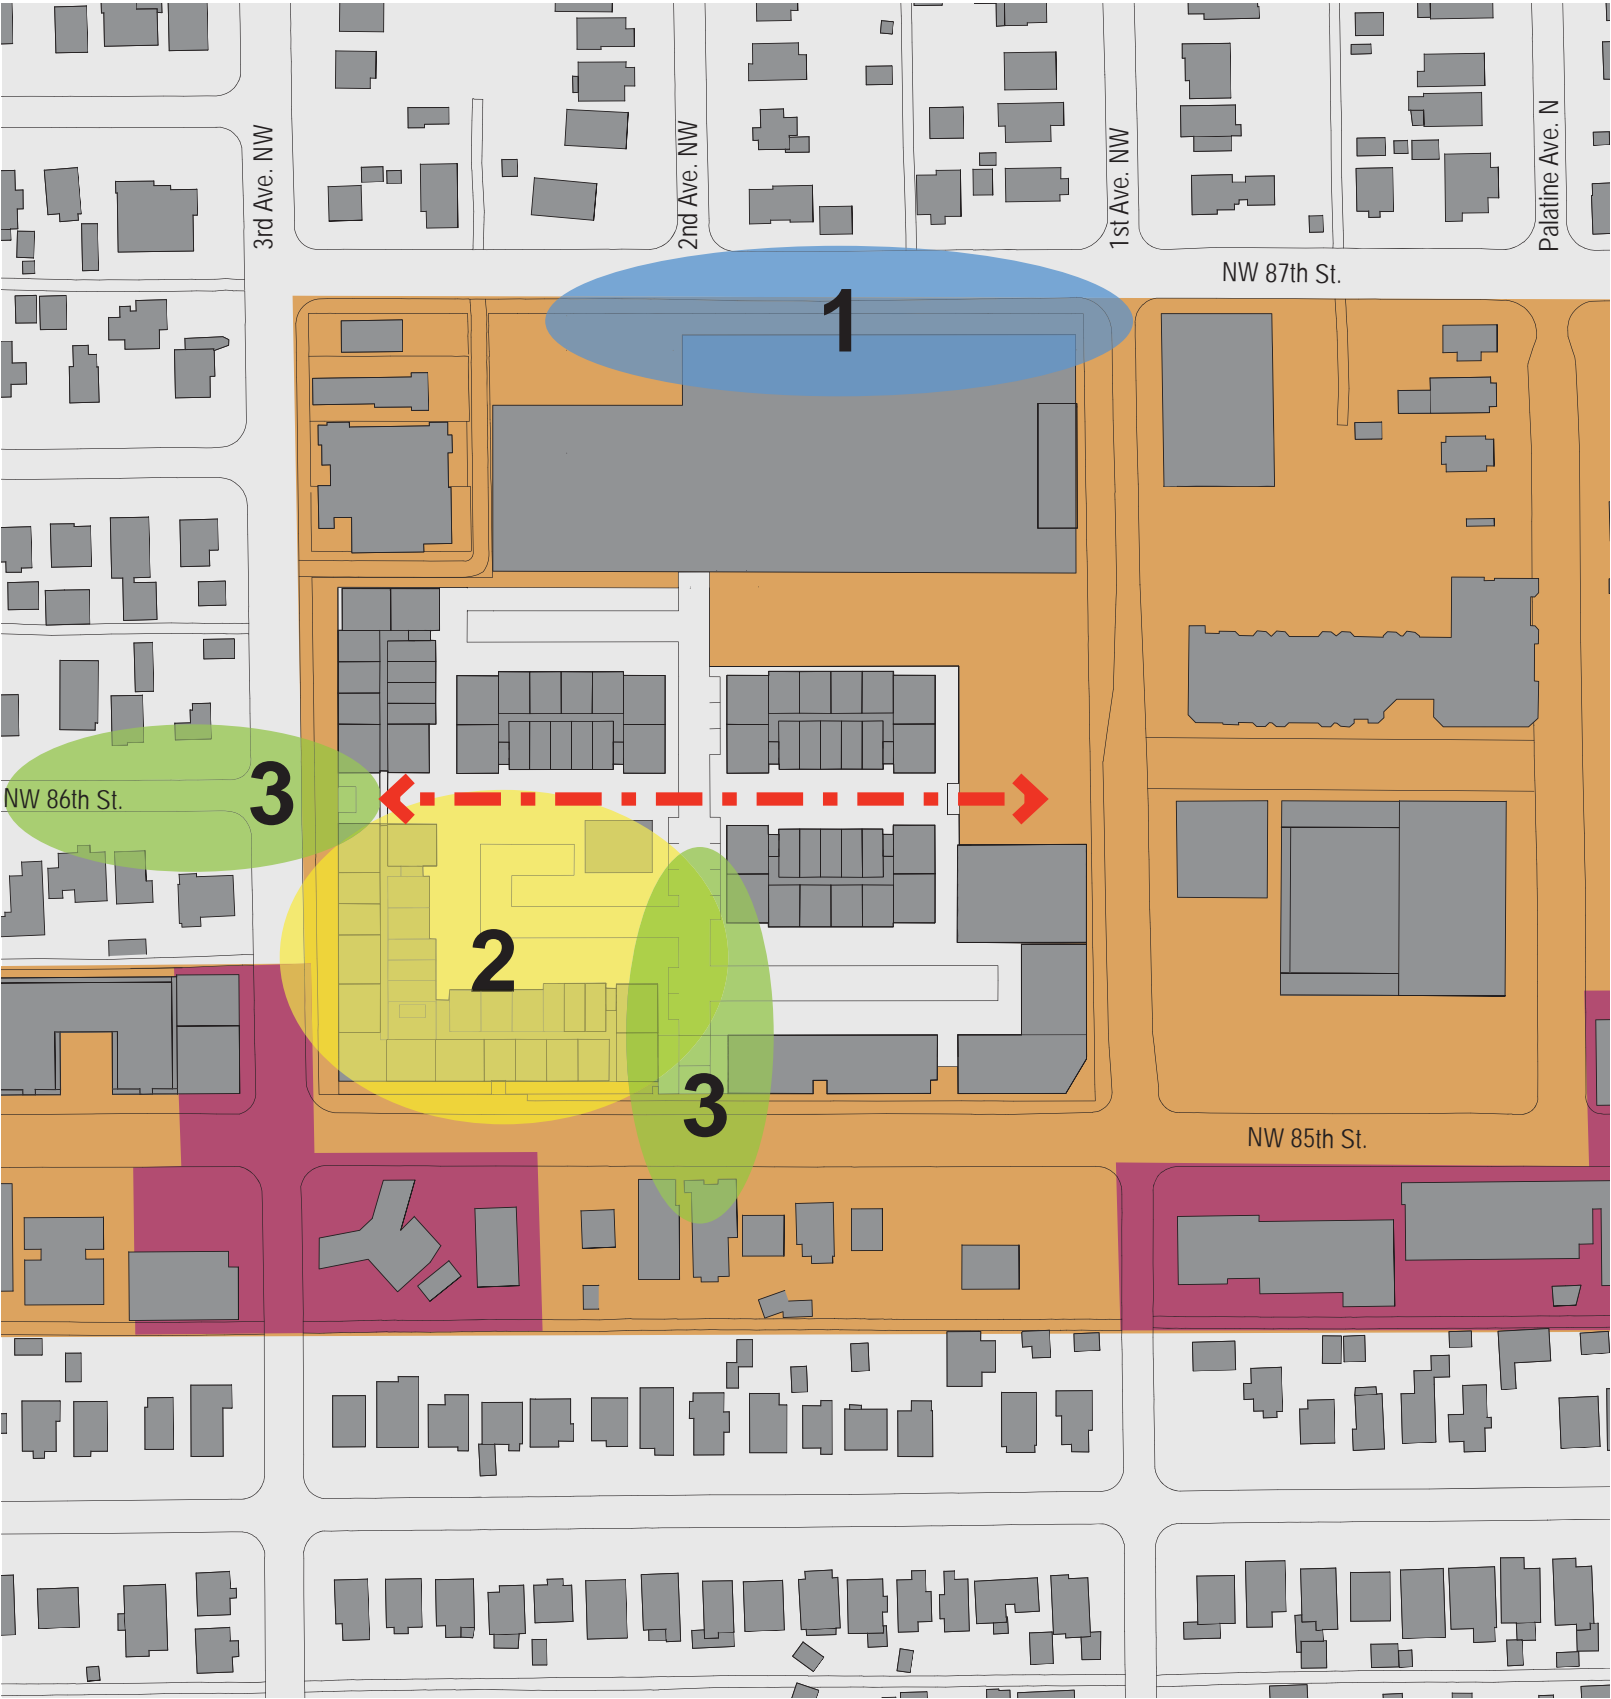 3rd Ave. NW
2nd Ave. NW
1st Ave. NW
Palatine Ave. N
NW 87th St.
1
3
NW 86th St.
2
3
NW 85th St.